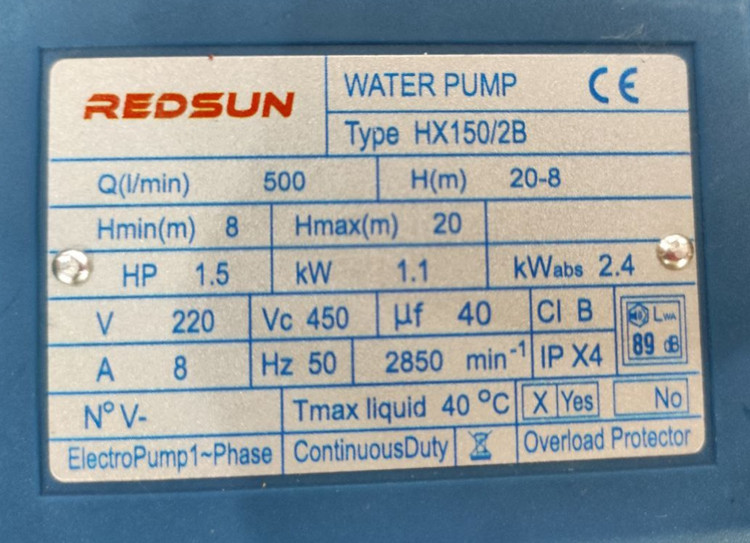 REDSUN
WATER PUMP CE
Type HX150/2B
Q(l/min) 500 H(m) 20-8
Hmin(m) 8 Hmax(m) 20
HP 1.5 kW 1.1 kWabs 2.4
V 220 Vc 450 µf 40 Cl B LWA
A 8 Hz 50 2850 min-1 IP X4 89 dB
N° V- Tmax liquid 40 °C X Yes No
ElectroPump1~Phase ContinuousDuty Overload Protector